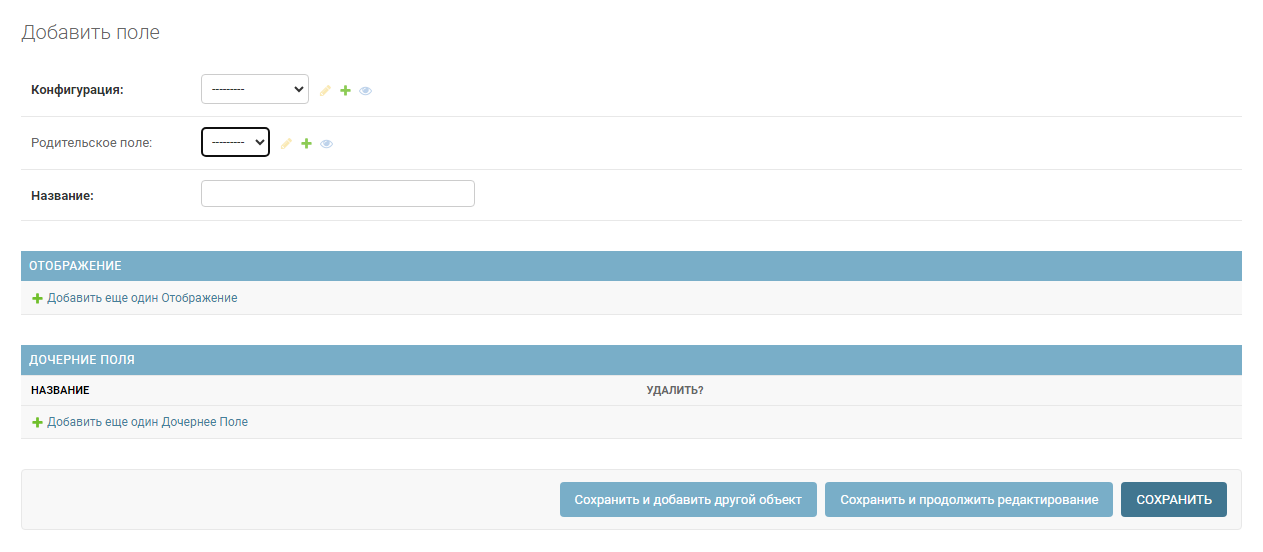 Добавить поле
Конфигурация: ---------
Родительское поле: ---------
Название:
ОТОБРАЖЕНИЕ
Добавить еще один Отображение
ДОЧЕРНИЕ ПОЛЯ
НАЗВАНИЕ УДАЛИТЬ?
Добавить еще один Дочернее Поле
Сохранить и добавить другой объект Сохранить и продолжить редактирование СОХРАНИТЬ